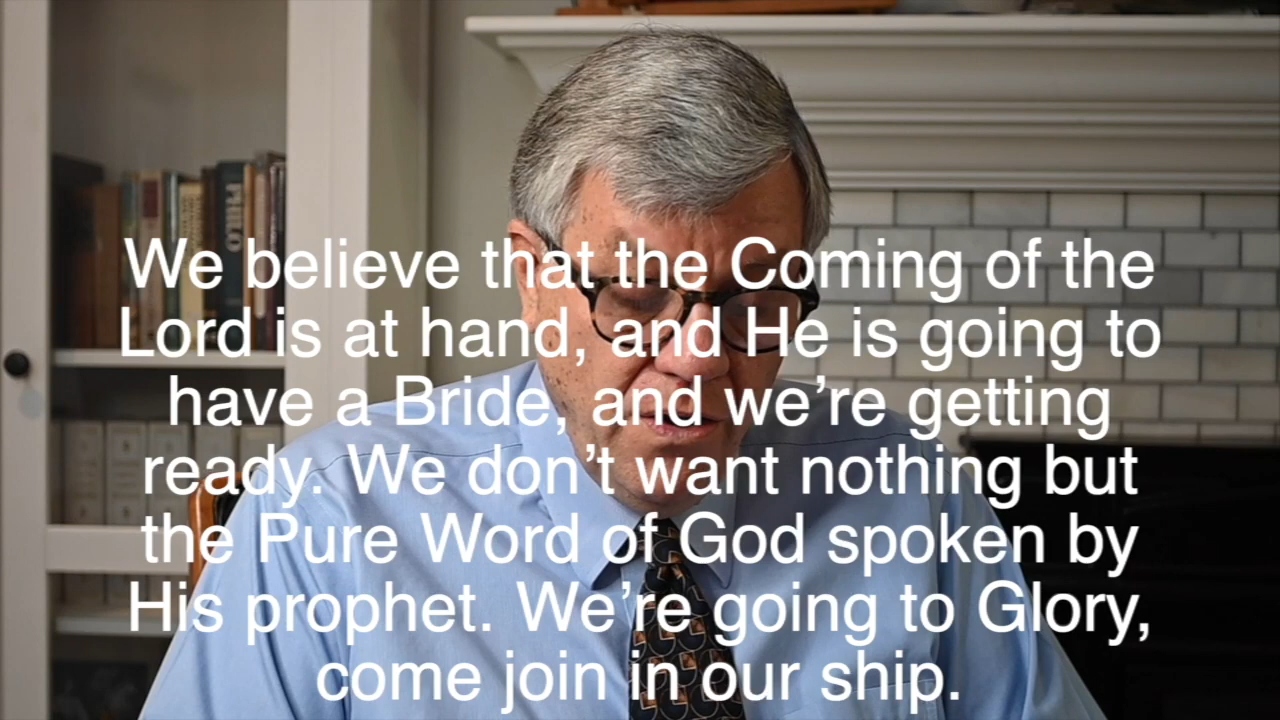 PHILO
We believe that the Coming of the
Lord is at hand, and He is going to
have a Bride, and we’re getting
ready. We don’t want nothing but
the Pure Word of God spoken by
His prophet. We’re going to Glory,
come join in our ship.